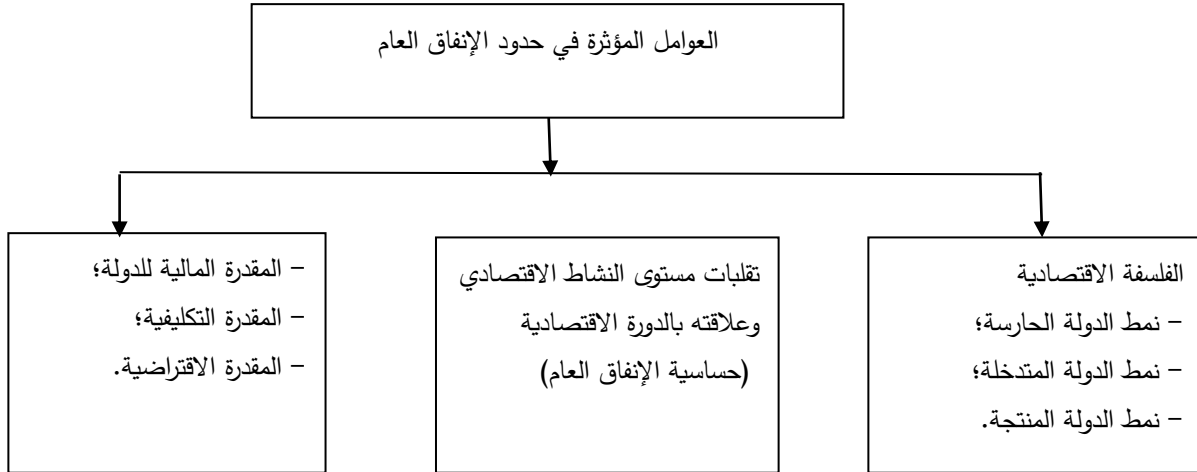 العوامل المؤثرة في حدود الإنفاق العام
الفلسفة الاقتصادية
- نمط الدولة الحارسة؛
- نمط الدولة المتدخلة؛
- نمط الدولة المنتجة.
تقلبات مستوى النشاط الاقتصادي
وعلاقته بالدورة الاقتصادية
(حساسية الإنفاق العام)
- المقدرة المالية للدولة؛
- المقدرة التكليفية؛
- المقدرة الاقتراضية.